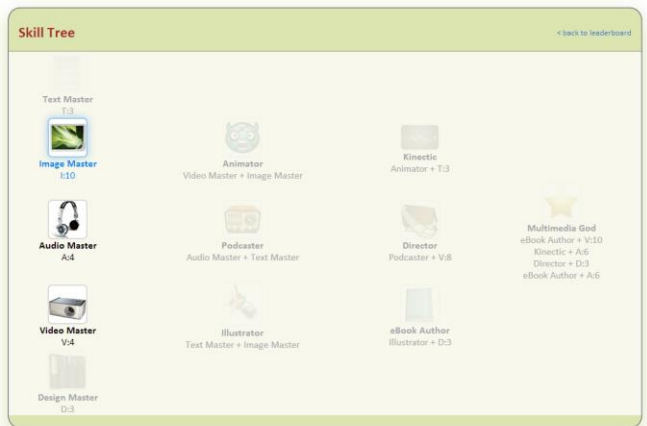 Skill Tree
< back to leaderboard
Text Master
T:3
Image Master
I:10
Audio Master
A:4
Video Master
V:4
Design Master
D:3
Animator
Video Master + Image Master
Podcaster
Audio Master + Text Master
Illustrator
Text Master + Image Master
Kinectic
Animator + T:3
Director
Podcaster + V:8
eBook Author
Illustrator + D:3
Multimedia God
eBook Author + V:10
Kinectic + A:6
Director + D:3
eBook Author + A:6